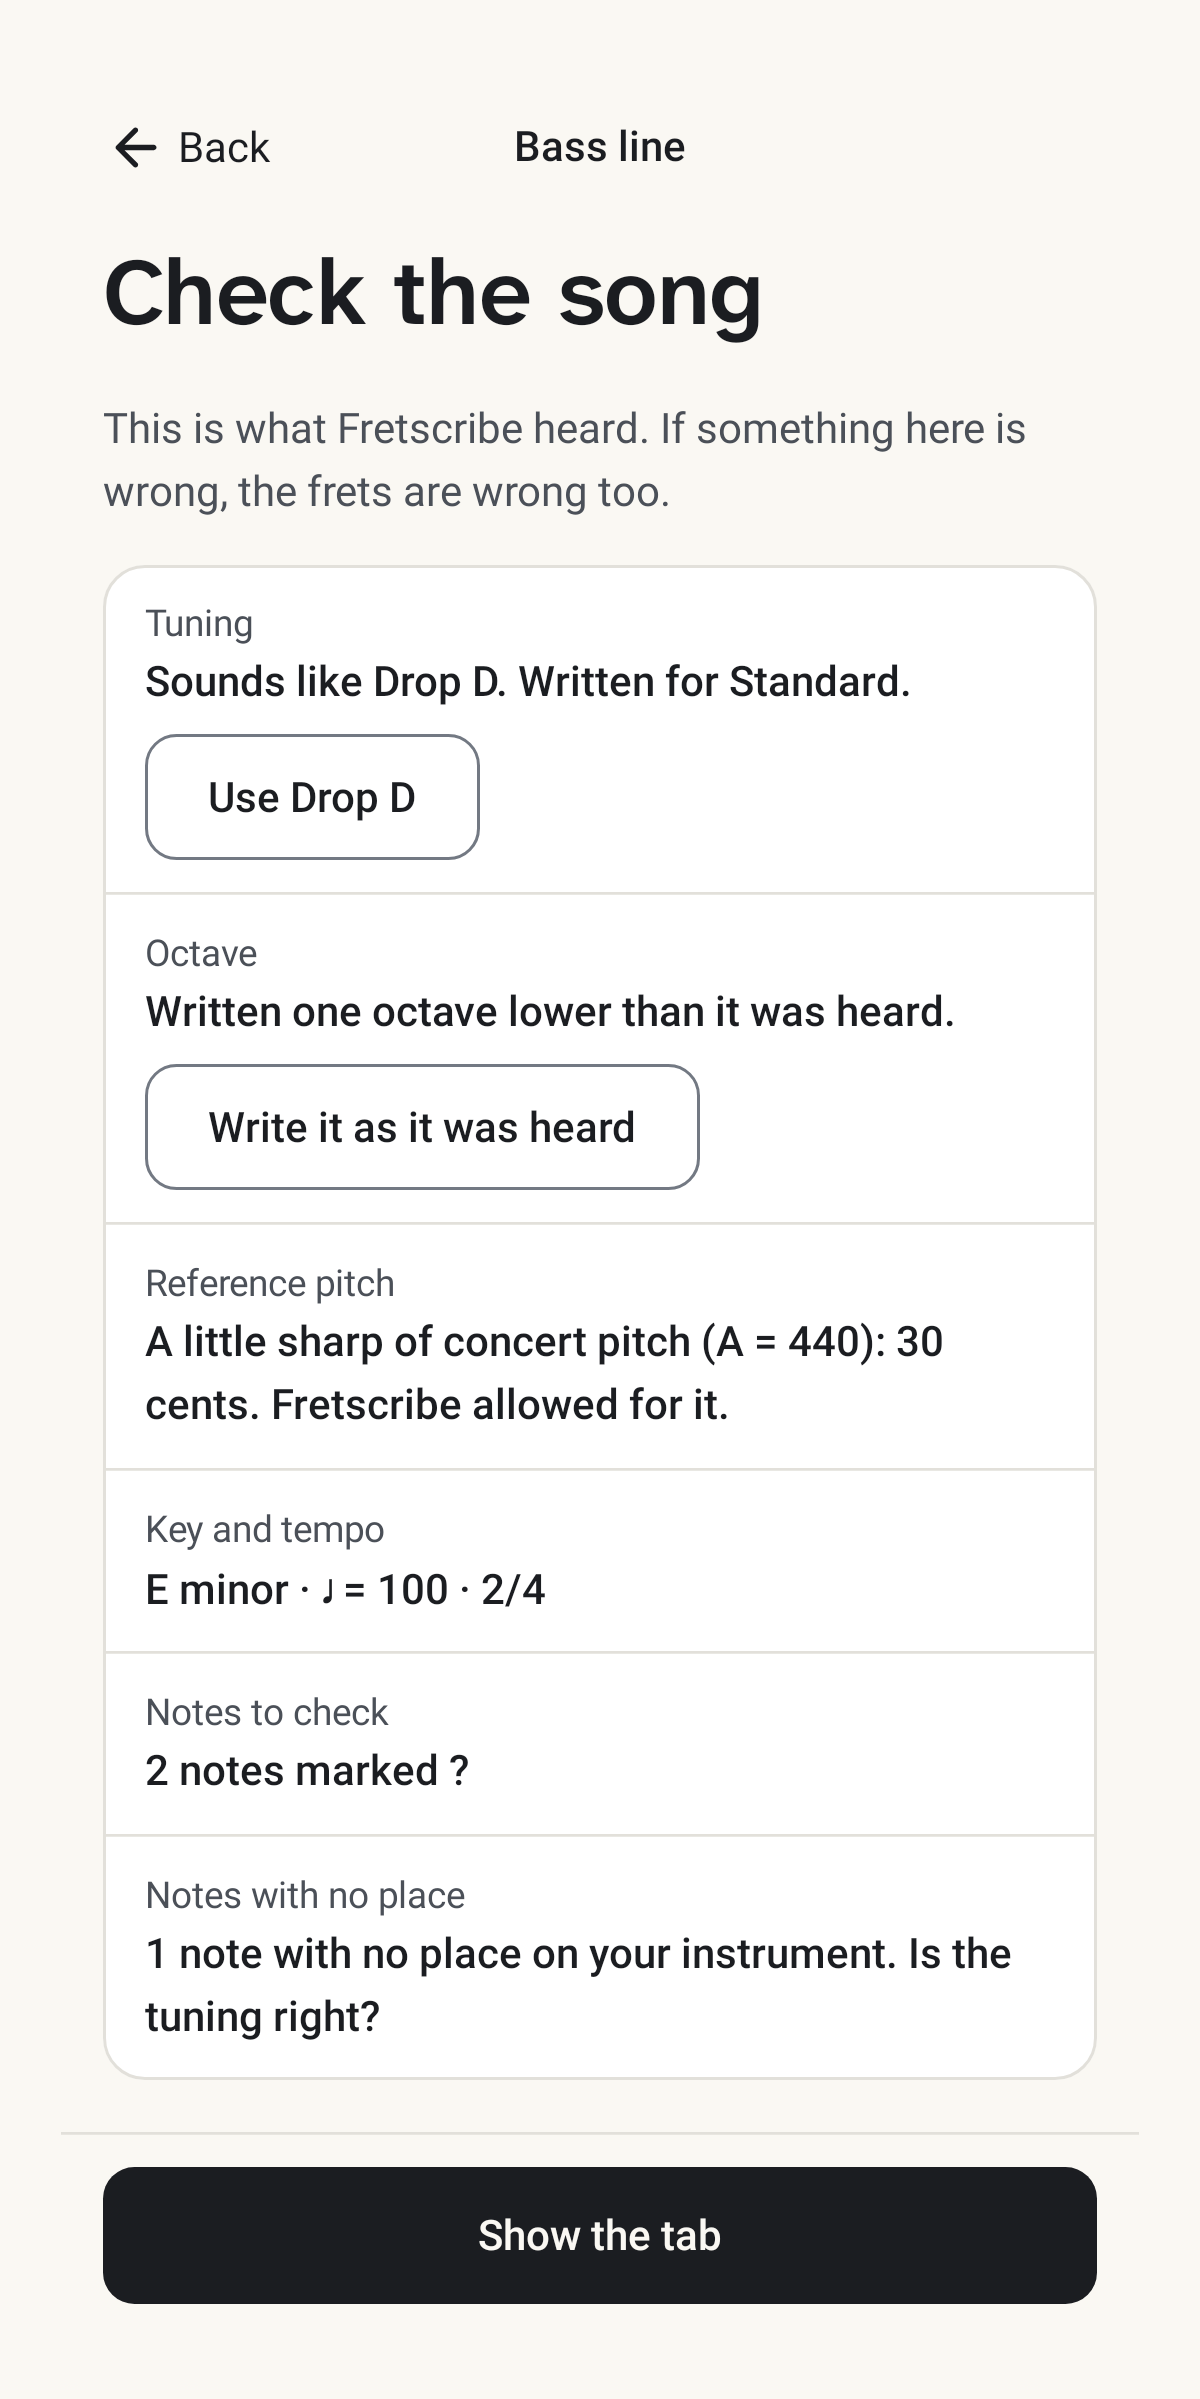 Back
Bass line
Check the song
This is what Fretscribe heard. If something here is
wrong, the frets are wrong too.
Tuning
Sounds like Drop D. Written for Standard.
Use Drop D
Octave
Written one octave lower than it was heard.
Write it as it was heard
Reference pitch
A little sharp of concert pitch (A = 440): 30
cents. Fretscribe allowed for it.
Key and tempo
E minor · ♩ = 100 · 2/4
Notes to check
2 notes marked ?
Notes with no place
1 note with no place on your instrument. Is the
tuning right?
Show the tab